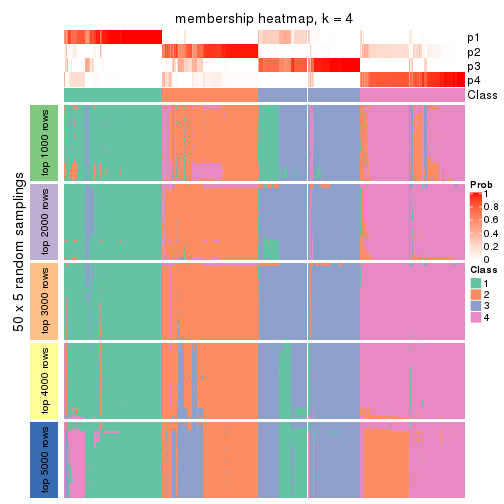 membership heatmap, k = 4
p1
p2
p3
p4
Class
50 x 5 random samplings
top 1000 rows
top 2000 rows
top 3000 rows
top 4000 rows
top 5000 rows
Prob
1
0.8
0.6
0.4
0.2
0
Class
1
2
3
4